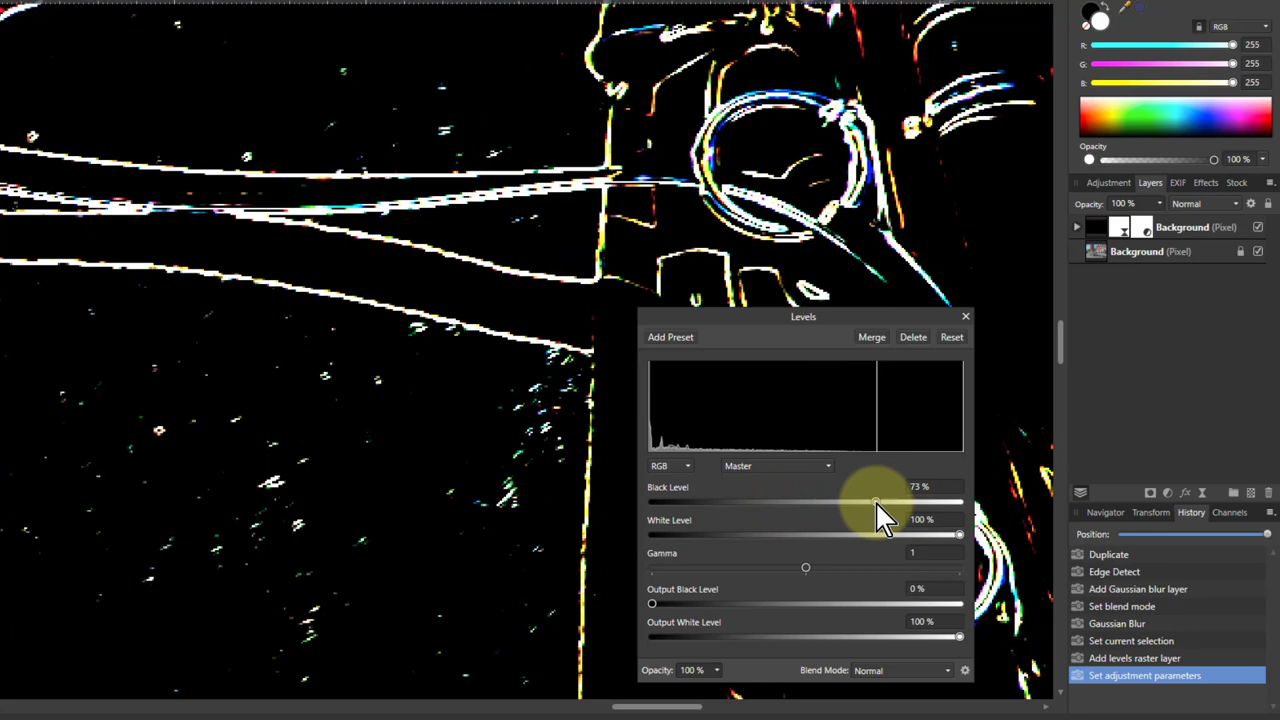 RGB
R: 255
G: 63
B: 255
Opacity
100 %
Adjustment Layers EXIF Effects Stock
Opacity: 100 % Normal
Background (Pixel)
Background (Pixel)
Levels
Add Preset Merge Delete Reset
RGB Master
Black Level 73 %
White Level 100 %
Gamma 1
Output Black Level 0 %
Output White Level 100 %
Opacity: 100 % Blend Mode: Normal
Navigator Transform History Channels
Position:
Duplicate
Edge Detect
Add Gaussian blur layer
Set blend mode
Gaussian Blur
Set current selection
Add levels raster layer
Set adjustment parameters